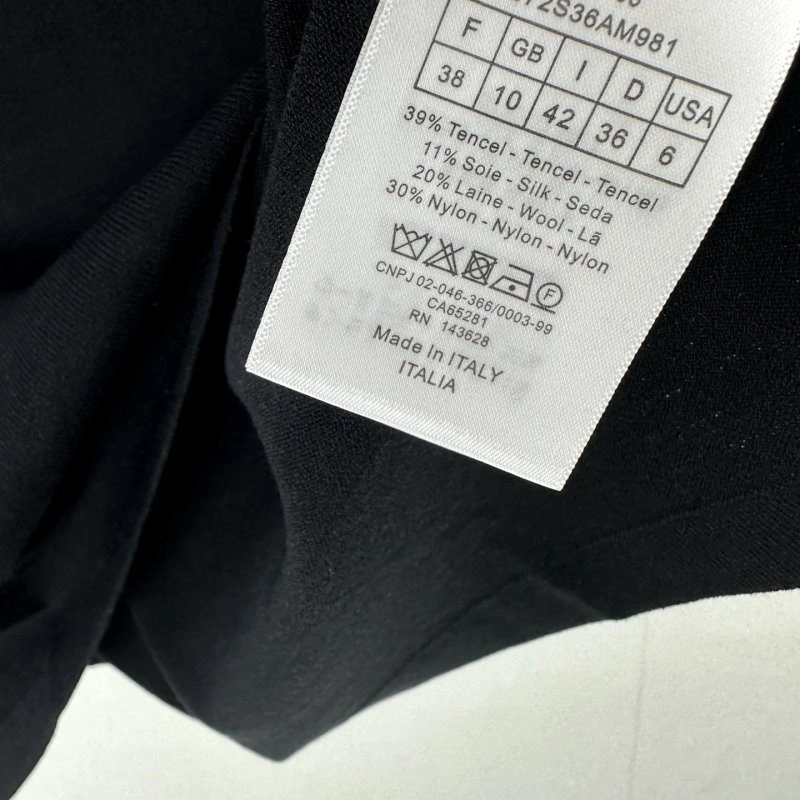 72S36AM981
F GB I D USA
38 10 42 36 6
39% Tencel - Tencel - Tencel
11% Soie - Silk - Seda
20% Laine - Wool - Lã
30% Nylon - Nylon - Nylon
F
CNPJ 02-046-366/0003-99
CA65281
RN 143628
Made In ITALY
ITALIA